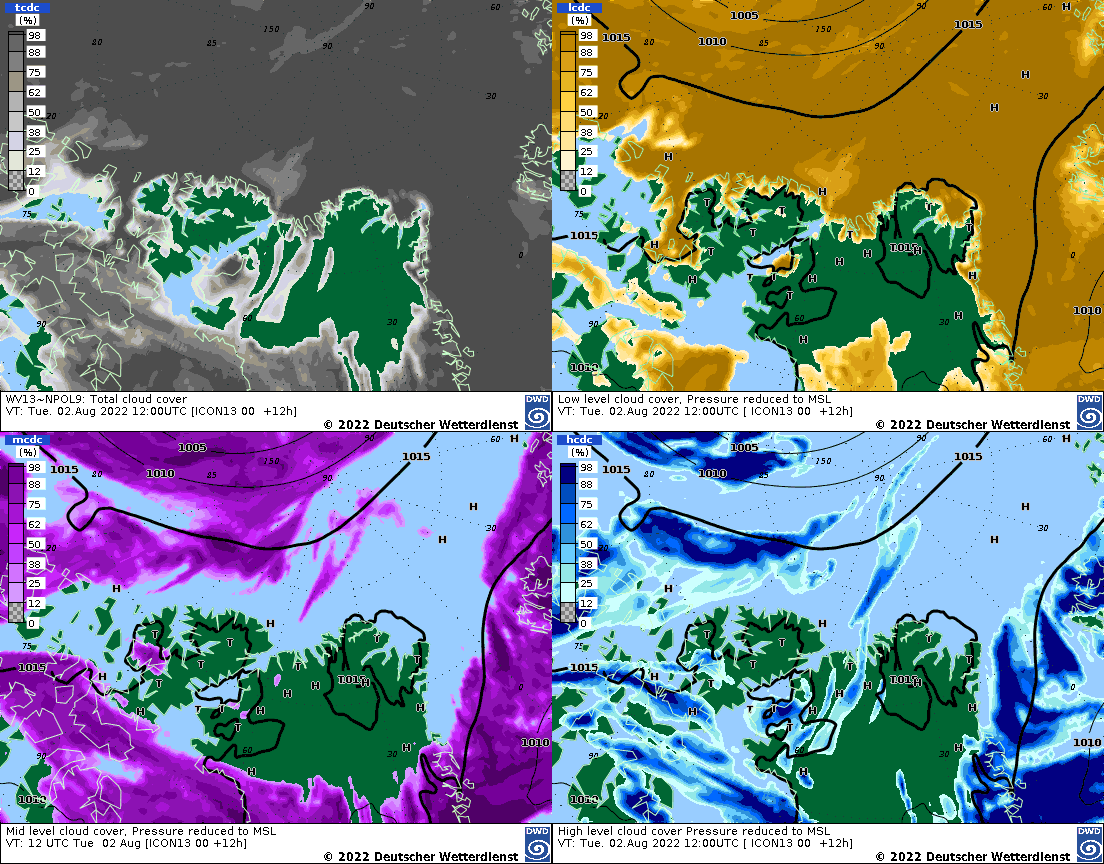 tcdc
(%)
98
88
75
62
50
38
25
12
0
80
85
150
90
60
30
20
75
0
90
60
30
WV13~NPOL9: Total cloud cover
VT: Tue. 02.Aug 2022 12:00UTC [ICON13 00  +12h]
© 2022 Deutscher Wetterdienst
DWD
lcdc
(%)
98
88
75
62
50
38
25
12
0
1005
1010
1015
1015
80
85
150
90
60
H
H
H
30
20
H
H
75
T
T
T
T
T
1015
H
T
H
H
T015
H
H
T
T
H
H
T
0
90
60
30
H
H
1010
1010
Low level cloud cover, Pressure reduced to MSL
VT: Tue. 02.Aug 2022 12:00UTC [ ICON13 00  +12h]
© 2022 Deutscher Wetterdienst
DWD
mcdc
(%)
98
88
75
62
50
38
25
12
0
1005
1010
1015
1015
80
85
150
90
60
H
H
H
30
20
H
H
75
T
T
T
T
T
1015
H
T
H
H
T
H
T015
H
H
T
T
H
H
T
0
90
60
30
H
H
1010
1010
Mid level cloud cover, Pressure reduced to MSL
VT: 12 UTC Tue  02 Aug [ICON13 00 +12h]
© 2022 Deutscher Wetterdienst
DWD
hcdc
(%)
98
88
75
62
50
38
25
12
0
1005
1010
1015
1015
80
85
150
90
60
H
H
H
30
20
H
H
75
T
T
T
T
T
1015
H
T
H
H
T015
H
H
T
T
H
H
T
0
90
60
30
H
H
1010
1010
High level cloud cover Pressure reduced to MSL
VT: Tue. 02.Aug 2022 12:00UTC [ ICON13 00  +12h]
© 2022 Deutscher Wetterdienst
DWD